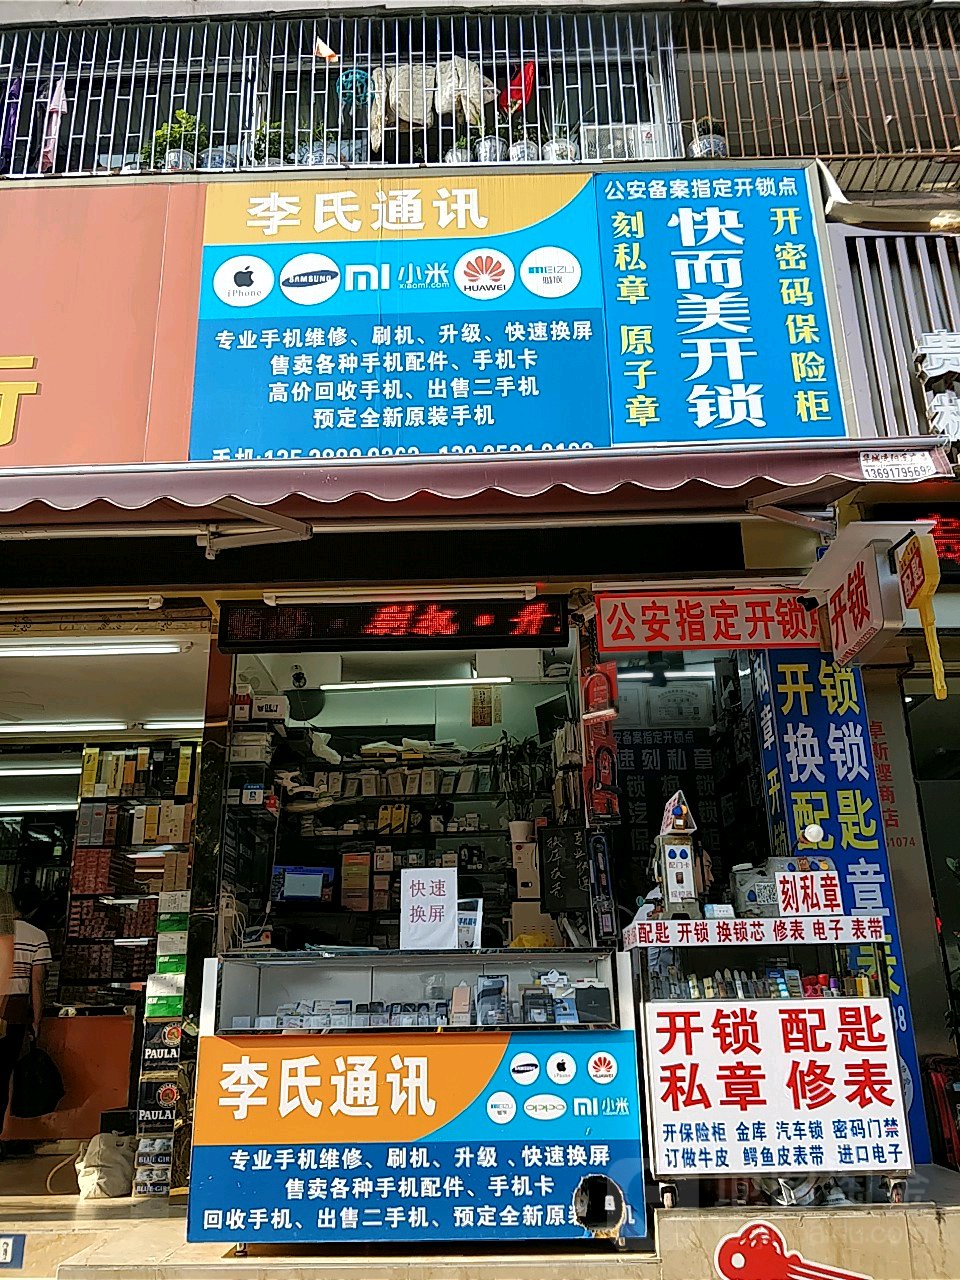 李氏通讯
iPhone
SAMSUNG
mi 小米
xiaomi.com
HUAWEI
MEIZU
专业手机维修、刷机、升级、快速换屏
售卖各种手机配件、手机卡
高价回收手机、出售二手机
预定全新原装手机
公安备案指定开锁点
刻私章 原子章
快而美开锁
开密码保险柜
13691795698
公安指定开锁点
开锁
配匙
开锁
换锁
配匙
刻私章
快速
换屏
配匙 开锁 换锁芯 修表 电子 表带
李氏通讯
SAMSUNG
iPhone
HUAWEI
MEIZU
oppo
mi 小米
专业手机维修、刷机、升级、快速换屏
售卖各种手机配件、手机卡
回收手机、出售二手机、预定全新原
机
开锁 配匙
私章 修表
开保险柜 金库 汽车锁 密码门禁
订做牛皮 鳄鱼皮表带 进口电子
PAULA
PAULA